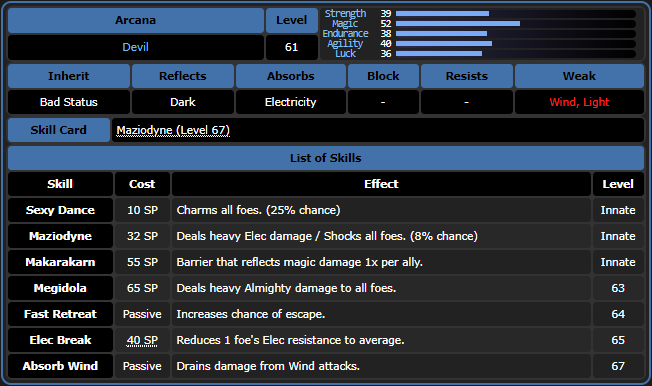 Arcana Level
Devil 61
Strength 39
Magic 52
Endurance 38
Agility 40
Luck 36
Inherit Reflects Absorbs Block Resists Weak
Bad Status Dark Electricity - - Wind, Light
Skill Card Maziodyne (Level 67)
List of Skills
Skill Cost Effect Level
Sexy Dance 10 SP Charms all foes. (25% chance) Innate
Maziodyne 32 SP Deals heavy Elec damage / Shocks all foes. (8% chance) Innate
Makarakarn 55 SP Barrier that reflects magic damage 1x per ally. Innate
Megidola 65 SP Deals heavy Almighty damage to all foes. 63
Fast Retreat Passive Increases chance of escape. 64
Elec Break 40 SP Reduces 1 foe's Elec resistance to average. 65
Absorb Wind Passive Drains damage from Wind attacks. 67